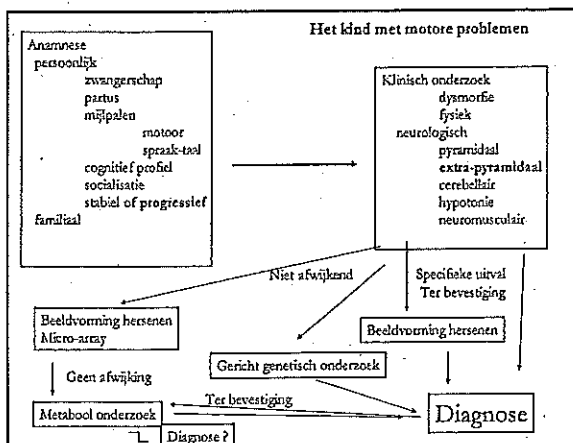 Het kind met motore problemen
Anamnese
persoonlijk
zwangerschap
partus
mijlpalen
motoor
spraak-taal
cognitief profiel
socialisatie
stabiel of progressief
familiaal
Klinisch onderzoek
dysmorfie
fysiek
neurologisch
pyramidaal
extra-pyramidaal
cerebellair
hypotonie
neuromusculair
Niet afwijkend
Specifieke uitval
Ter bevestiging
Beeldvorming hersenen
Micro-array
Beeldvorming hersenen
Gericht genetisch onderzoek
Geen afwijking
Ter bevestiging
Metabool onderzoek
Diagnose
Diagnose?